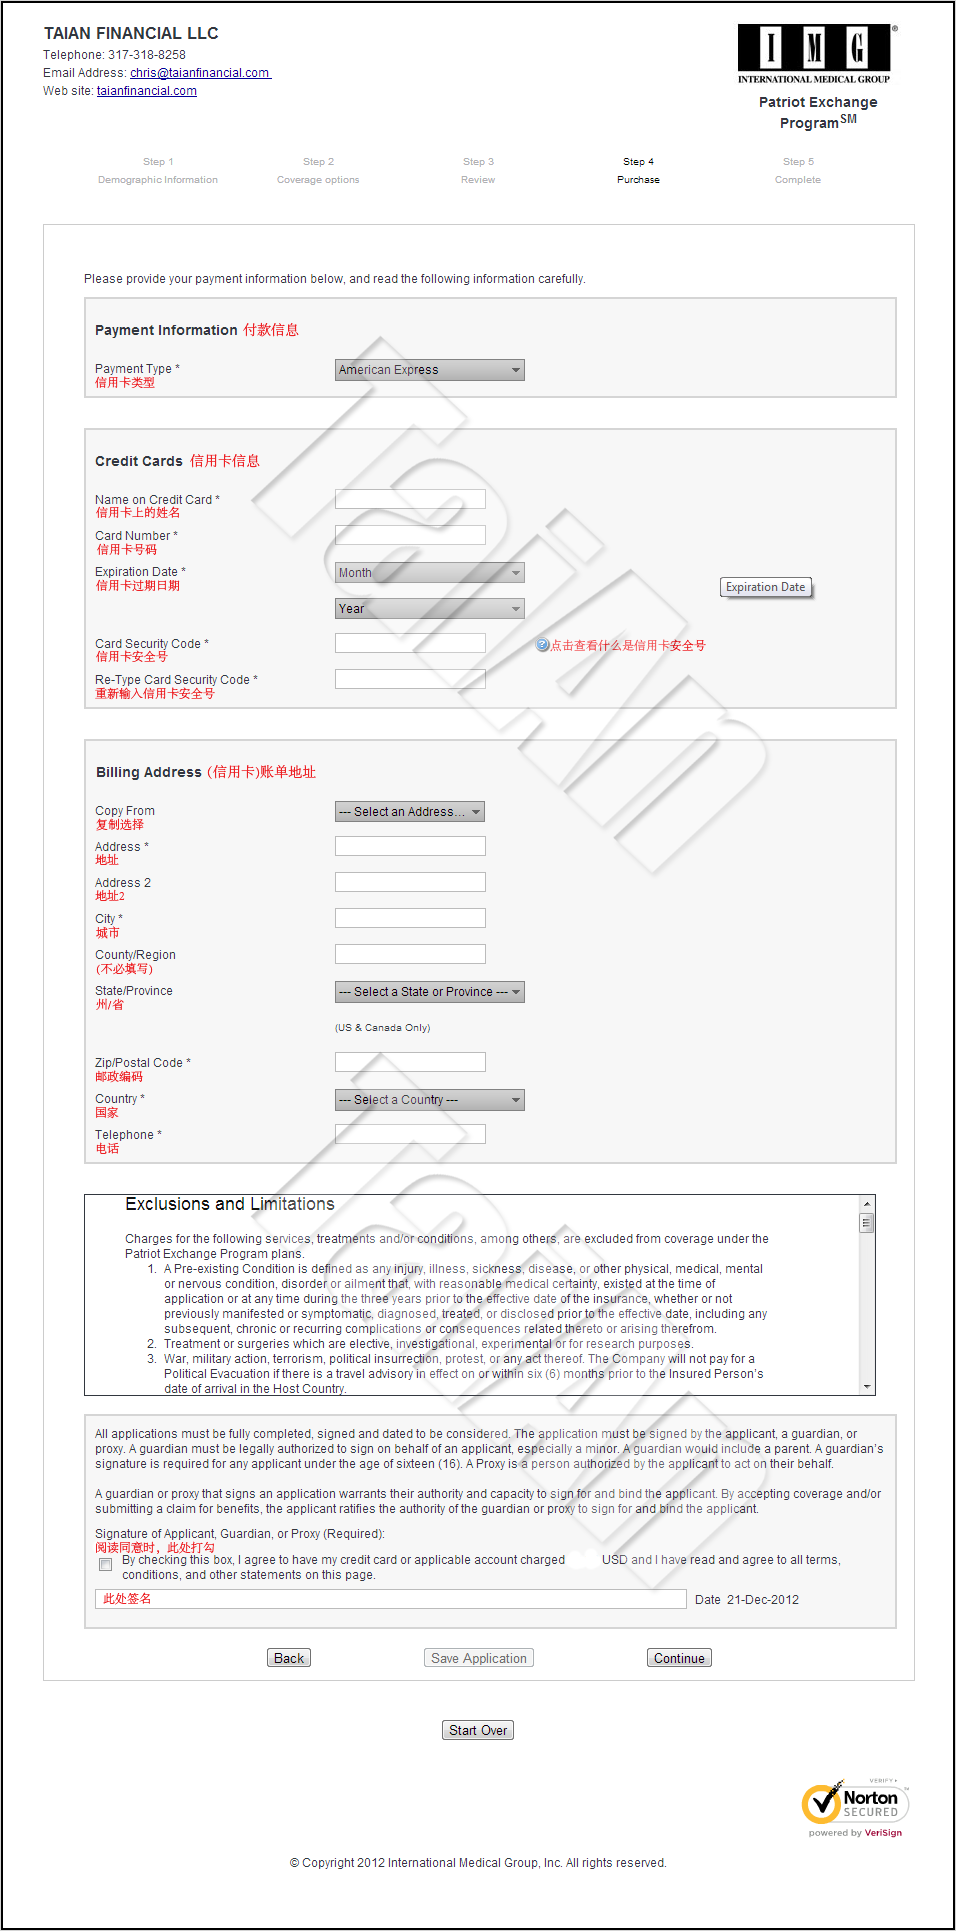 TAIAN FINANCIAL LLC
Telephone: 317-318-8258
Email Address: chris@taianfinancial.com
Web site: taianfinancial.com
IMG®
INTERNATIONAL MEDICAL GROUP
Patriot Exchange
Program SM
Step 1 Step 2 Step 3 Step 4 Step 5
Demographic Information Coverage options Review Purchase Complete
Please provide your payment information below, and read the following information carefully.
Payment Information 付款信息
Payment Type * American Express
信用卡类型
Credit Cards 信用卡信息
Name on Credit Card *
信用卡上的姓名
Card Number *
信用卡号码
Expiration Date * Month
信用卡过期日期
Expiration Date
Year
Card Security Code *
信用卡安全号
?点击查看什么是信用卡安全号
Re-Type Card Security Code *
重新输入信用卡安全号
Billing Address (信用卡)账单地址
Copy From --- Select an Address...
复制选择
Address *
地址
Address 2
地址2
City *
城市
County/Region
(不必填写)
State/Province --- Select a State or Province ---
州/省
(US & Canada Only)
Zip/Postal Code *
邮政编码
Country * --- Select a Country ---
国家
Telephone *
电话
Exclusions and Limitations
Charges for the following services, treatments and/or conditions, among others, are excluded from coverage under the
Patriot Exchange Program plans.
1. A Pre-existing Condition is defined as any injury, illness, sickness, disease, or other physical, medical, mental
or nervous condition, disorder or ailment that, with reasonable medical certainty, existed at the time of
application or at any time during the three years prior to the effective date of the insurance, whether or not
previously manifested or symptomatic, diagnosed, treated, or disclosed prior to the effective date, including any
subsequent, chronic or recurring complications or consequences related thereto or arising therefrom.
2. Treatment or surgeries which are elective, investigational, experimental or for research purposes.
3. War, military action, terrorism, political insurrection, protest, or any act thereof. The Company will not pay for a
Political Evacuation if there is a travel advisory in effect on or within six (6) months prior to the Insured Person's
date of arrival in the Host Country.
All applications must be fully completed, signed and dated to be considered. The application must be signed by the applicant, a guardian, or
proxy. A guardian must be legally authorized to sign on behalf of an applicant, especially a minor. A guardian would include a parent. A guardian's
signature is required for any applicant under the age of sixteen (16). A Proxy is a person authorized by the applicant to act on their behalf.
A guardian or proxy that signs an application warrants their authority and capacity to sign for and bind the applicant. By accepting coverage and/or
submitting a claim for benefits, the applicant ratifies the authority of the guardian or proxy to sign for and bind the applicant.
Signature of Applicant, Guardian, or Proxy (Required):
阅读同意时，此处打勾
By checking this box, I agree to have my credit card or applicable account charged USD and I have read and agree to all terms,
conditions, and other statements on this page.
此处签名 Date 21-Dec-2012
Back Save Application Continue
Start Over
VERIFY
Norton
SECURED
powered by VeriSign
© Copyright 2012 International Medical Group, Inc. All rights reserved.
TaiAn
TaiAn